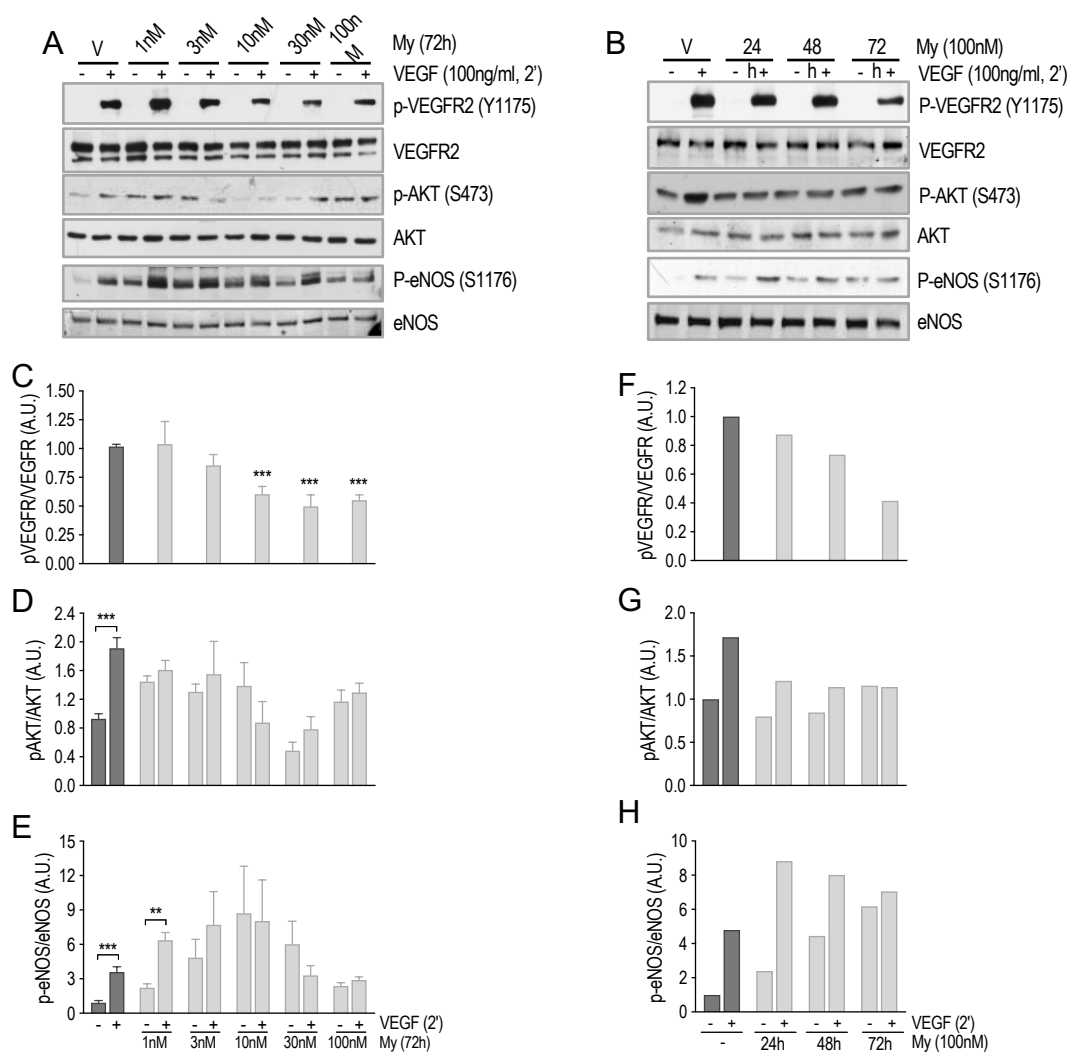 A
V 1nM 3nM 10nM 30nM 100n
M My (72h)
- + - + - + - + - + - + VEGF (100ng/ml, 2')
p-VEGFR2 (Y1175)
VEGFR2
p-AKT (S473)
AKT
P-eNOS (S1176)
eNOS
B
V 24 48 72 My (100nM)
- + - h + - h + - h + VEGF (100ng/ml, 2')
P-VEGFR2 (Y1175)
VEGFR2
P-AKT (S473)
AKT
P-eNOS (S1176)
eNOS
C
pVEGFR/VEGFR (A.U.)
1.50
1.25
1.00
0.75
0.50
0.25
0.00
*** *** ***
D
pAKT/AKT (A.U.)
2.4
2.0
1.6
1.2
0.8
0.4
0.0
***
E
p-eNOS/eNOS (A.U.)
15
12
9
6
3
0
*** **
- + - + - + - + - + - + VEGF (2')
1nM 3nM 10nM 30nM 100nM My (72h)
F
pVEGFR/VEGFR (A.U.)
1.2
1.0
0.8
0.6
0.4
0.2
0.0
G
pAKT/AKT (A.U.)
2.0
1.5
1.0
0.5
0.0
H
p-eNOS/eNOS (A.U.)
10
8
6
4
2
0
- + - + - + - + VEGF (2')
- 24h 48h 72h My (100nM)